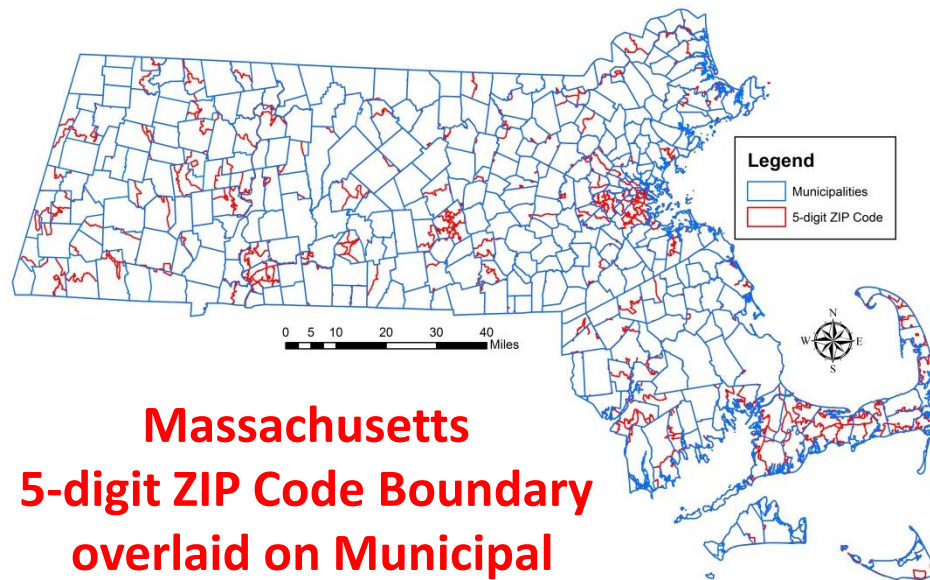 Legend
Municipalities
5-digit ZIP Code
N
W E
S
0 5 10 20 30 40
Miles
Massachusetts
5-digit ZIP Code Boundary
overlaid on Municipal